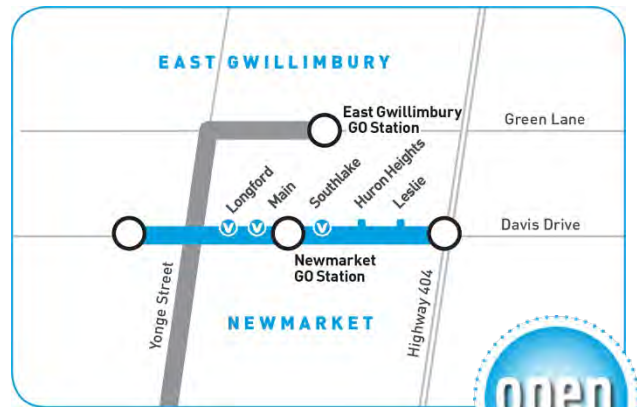 EAST GWILLIMBURY
East Gwillimbury
GO Station
Green Lane
Longford
Main
Southlake
Huron Heights
Leslie
V
V
V
Davis Drive
Newmarket
GO Station
Yonge Street
NEWMARKET
Highway 404
open